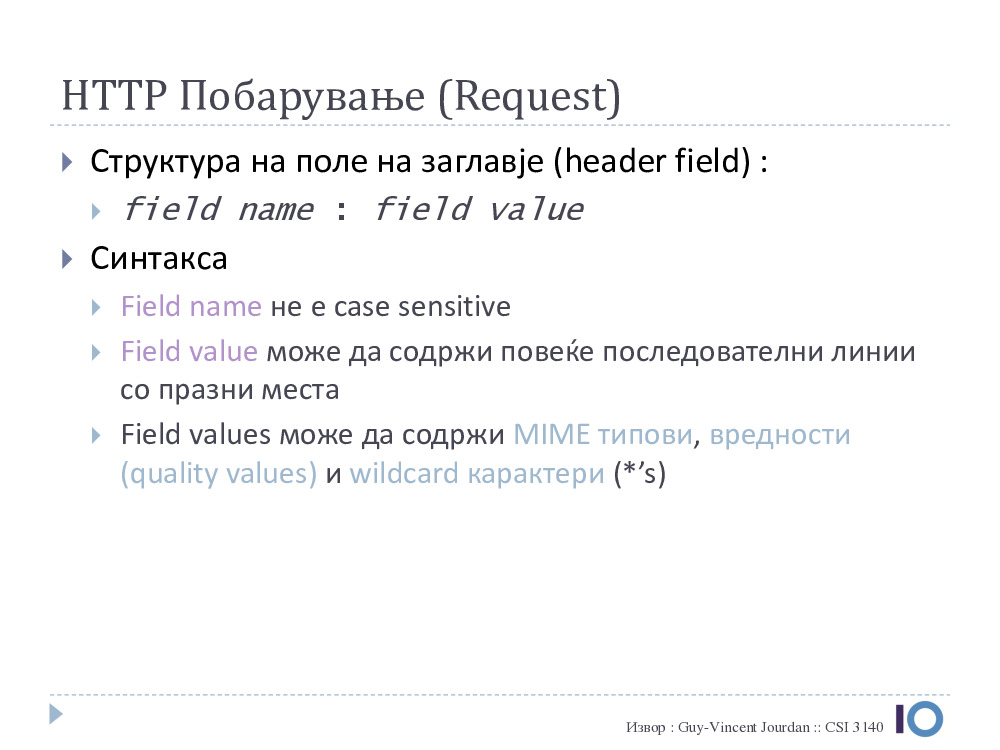 HTTP Побарување (Request)
Структура на поле на заглавје (header field) :
field name : field value
Синтакса
Field name не е case sensitive
Field value може да содржи повеќе последователни линии
со празни места
Field values може да содржи MIME типови, вредности
(quality values) и wildcard карактери (*’s)
Извор : Guy-Vincent Jourdan :: CSI 3140